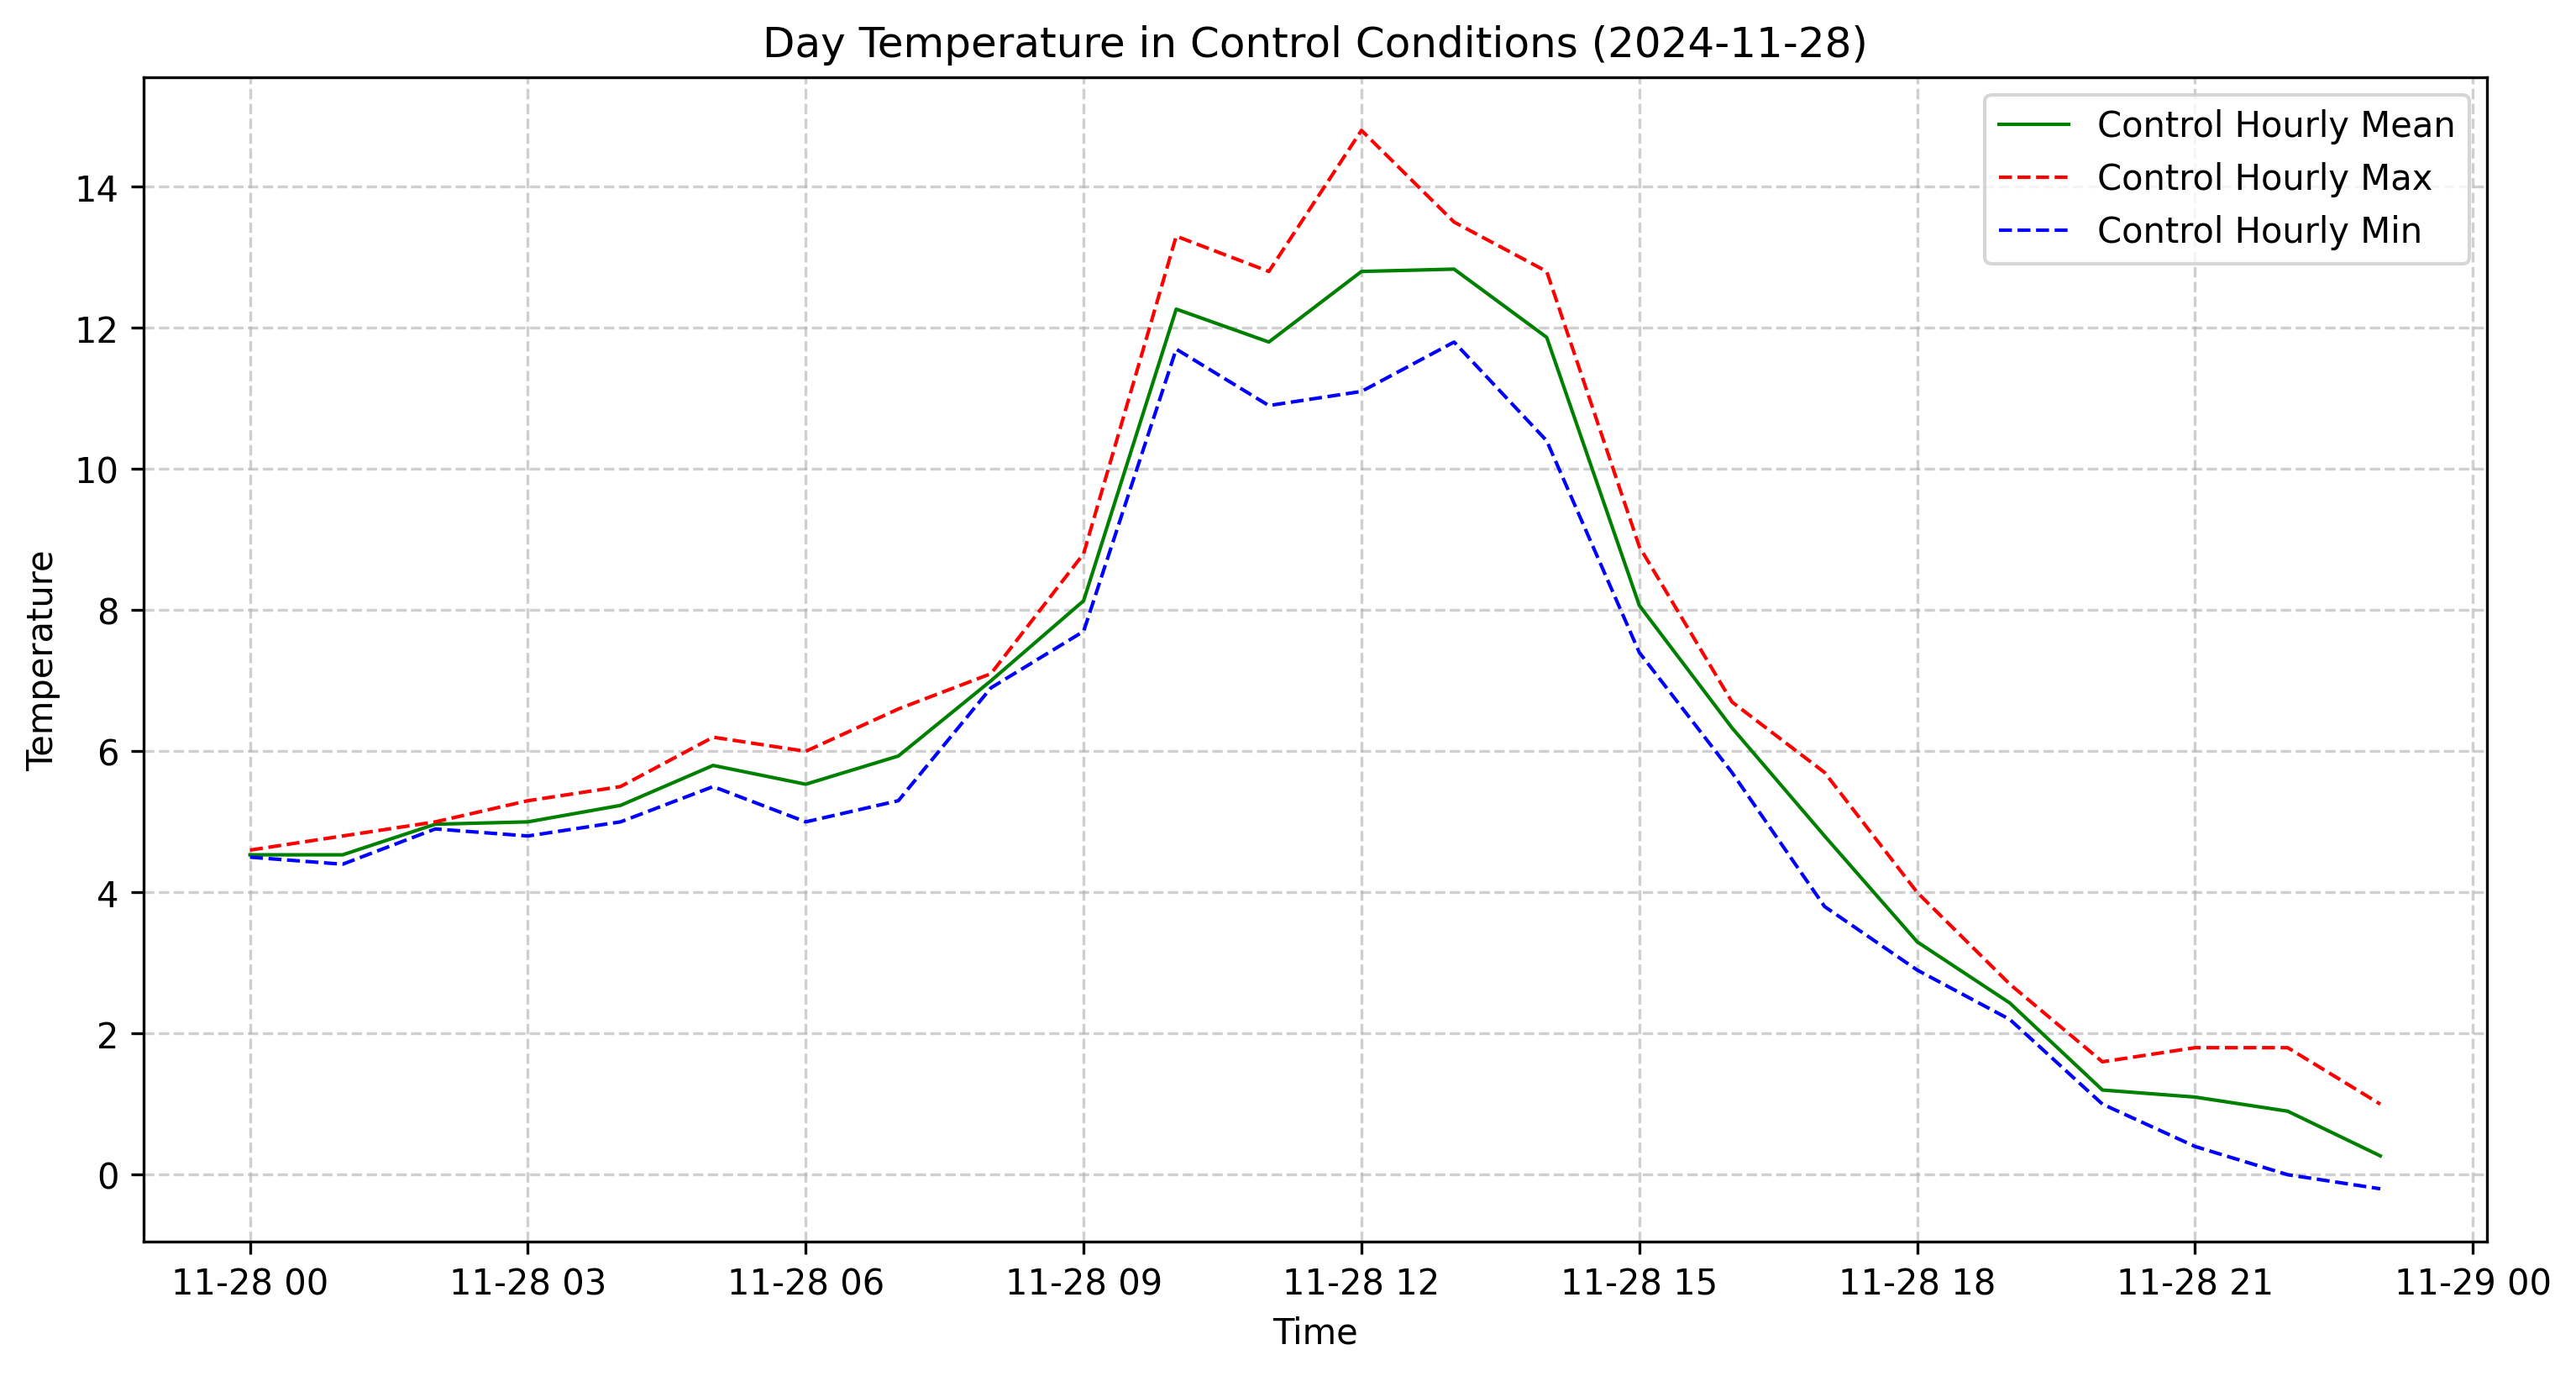 Day Temperature in Control Conditions (2024-11-28)
Control Hourly Mean
Control Hourly Max
Control Hourly Min
Temperature
14
12
10
8
6
4
2
0
11-28 00
11-28 03
11-28 06
11-28 09
11-28 12
11-28 15
11-28 18
11-28 21
11-29 00
Time